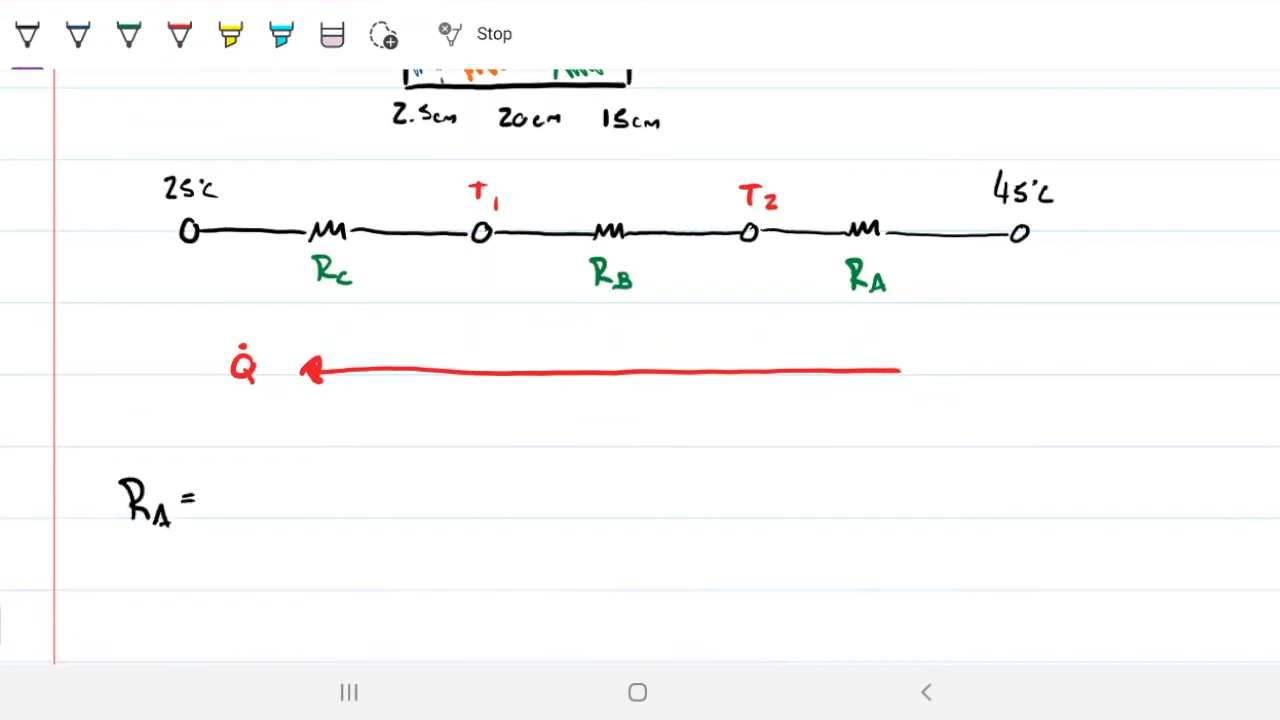 Stop
2.5cm 20cm 15cm
25°C T1 T2 45°C
RC RB RA
Q̇
RA =